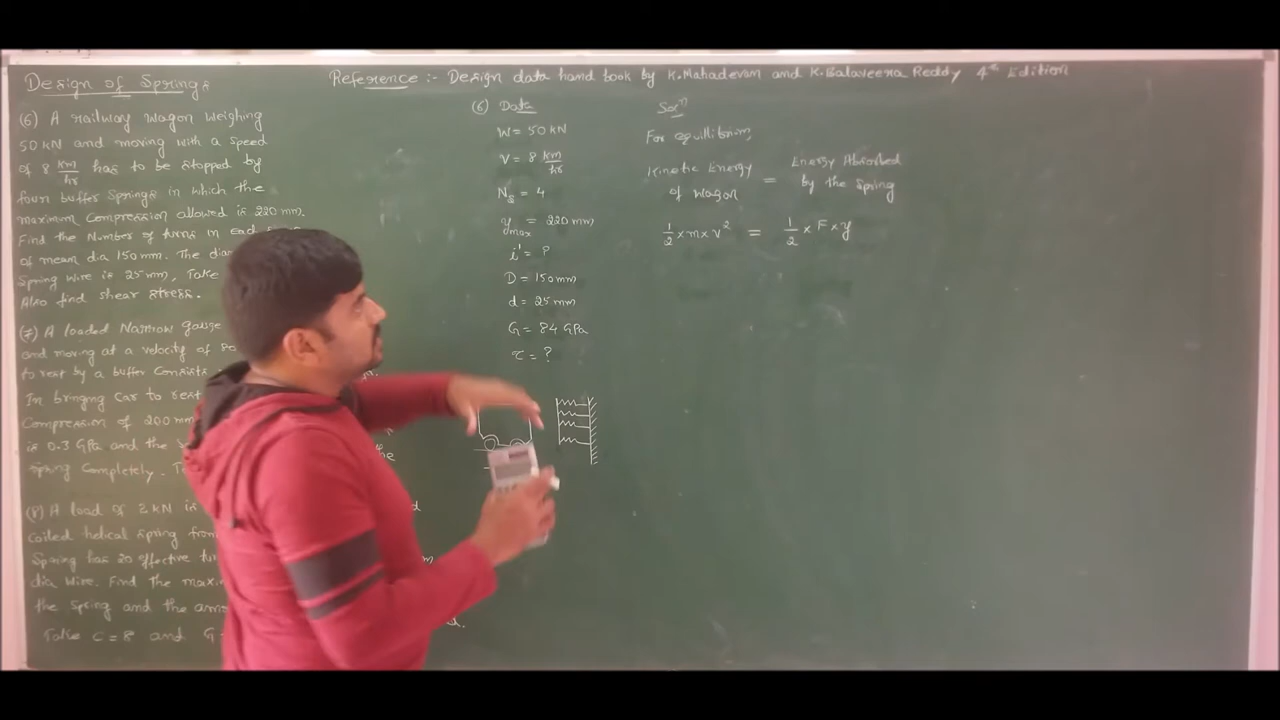 Design of Springs
Reference :- Design data hand book by K.Mahadevan and K.Balaveera Reddy 4th Edition
(6) A railway wagon weighing
50 kN and moving with a speed
of 8 km/hr has to be stopped by
four buffer springs in which the
maximum compression allowed is 220 mm.
Find the Number of turns in each
of mean dia 150 mm. The
Spring wire is 25 mm, Take
Also find shear stress.
(7) A loaded Narrow gauge
and moving at a velocity of
to rest by a buffer
In bringing car to rest
Compression of 200 mm
is 0.3 GPa and the
spring completely.
(8) A load of 2 kN is
coiled helical spring
Spring has 20 effective
dia wire. Find the
the spring and the
Take C = 8 and G
(6) Data
W = 50 kN
V = 8 km/hr
Ns = 4
ymax = 220 mm
i' = ?
D = 150 mm
d = 25 mm
G = 84 GPa
τ = ?
Solⁿ
For equilibrium,
Kinetic Energy of Wagon = Energy Absorbed by the Spring
1/2 × m × v² = 1/2 × F × y